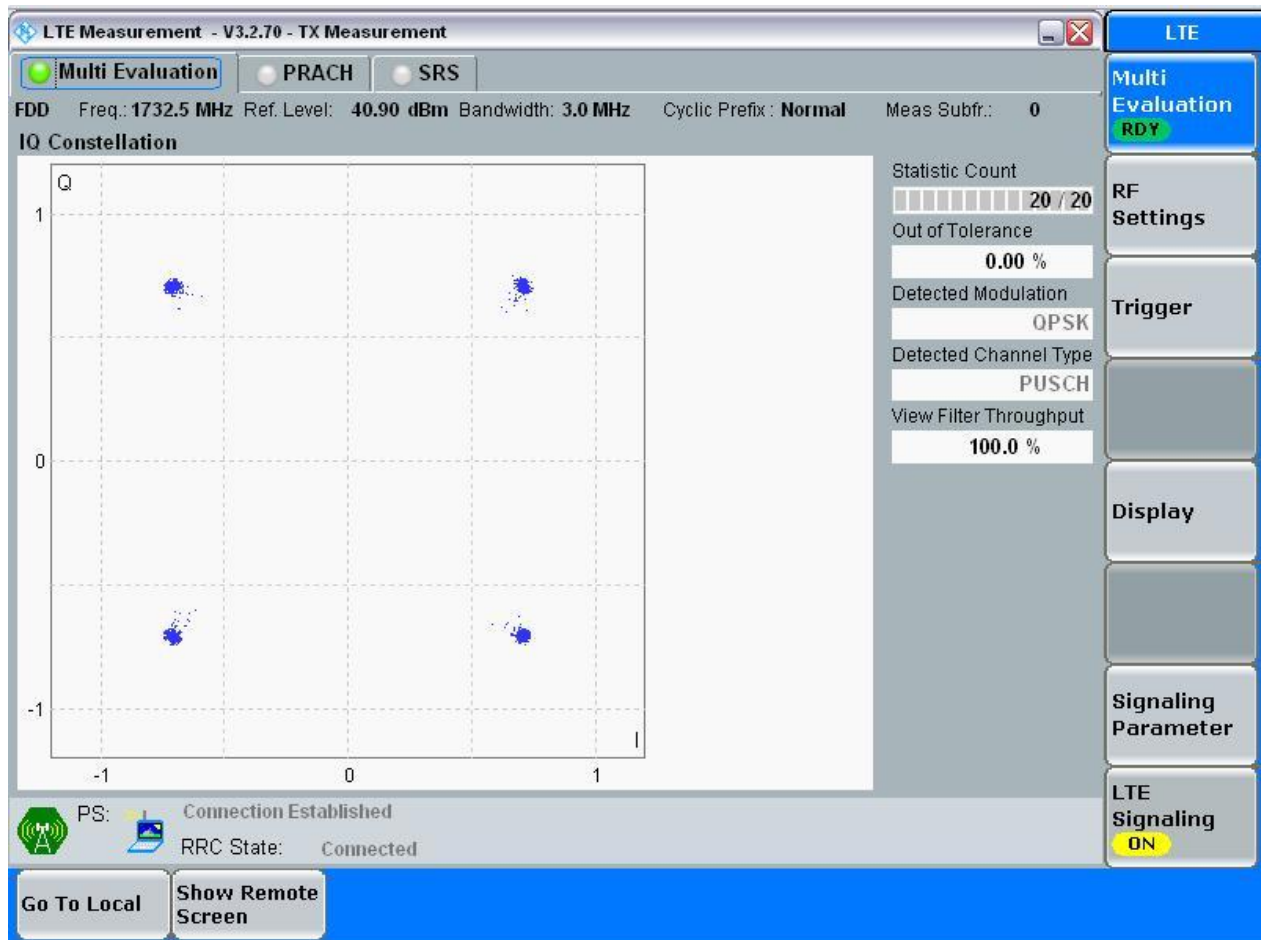 LTE Measurement - V3.2.70 - TX Measurement
LTE
Multi Evaluation PRACH SRS
FDD Freq.: 1732.5 MHz Ref. Level: 40.90 dBm Bandwidth: 3.0 MHz Cyclic Prefix : Normal Meas Subfr.: 0
IQ Constellation
Q
1
0
-1
-1 0 1
I
Statistic Count
20 / 20
Out of Tolerance
0.00 %
Detected Modulation
QPSK
Detected Channel Type
PUSCH
View Filter Throughput
100.0 %
Multi
Evaluation
RDY
RF
Settings
Trigger
Display
Signaling
Parameter
LTE
Signaling
ON
PS: Connection Established
RRC State: Connected
Go To Local
Show Remote
Screen